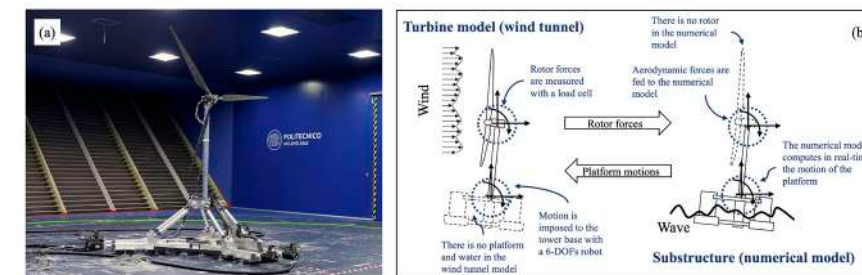 (a)
POLITECNICO
MILANO 1863
Turbine model (wind tunnel)
There is no rotor
in the numerical
model
(b
Rotor forces
are measured
with a load cell
Aerodynamic forces are
fed to the numerical
model
Wind
Rotor forces
Platform motions
The numerical mode
computes in real-tim
the motion of the
platform
Motion is
imposed to the
tower base with
a 6-DOFs robot
There is no platform
and water in the
wind tunnel model
Wave
Substructure (numerical model)